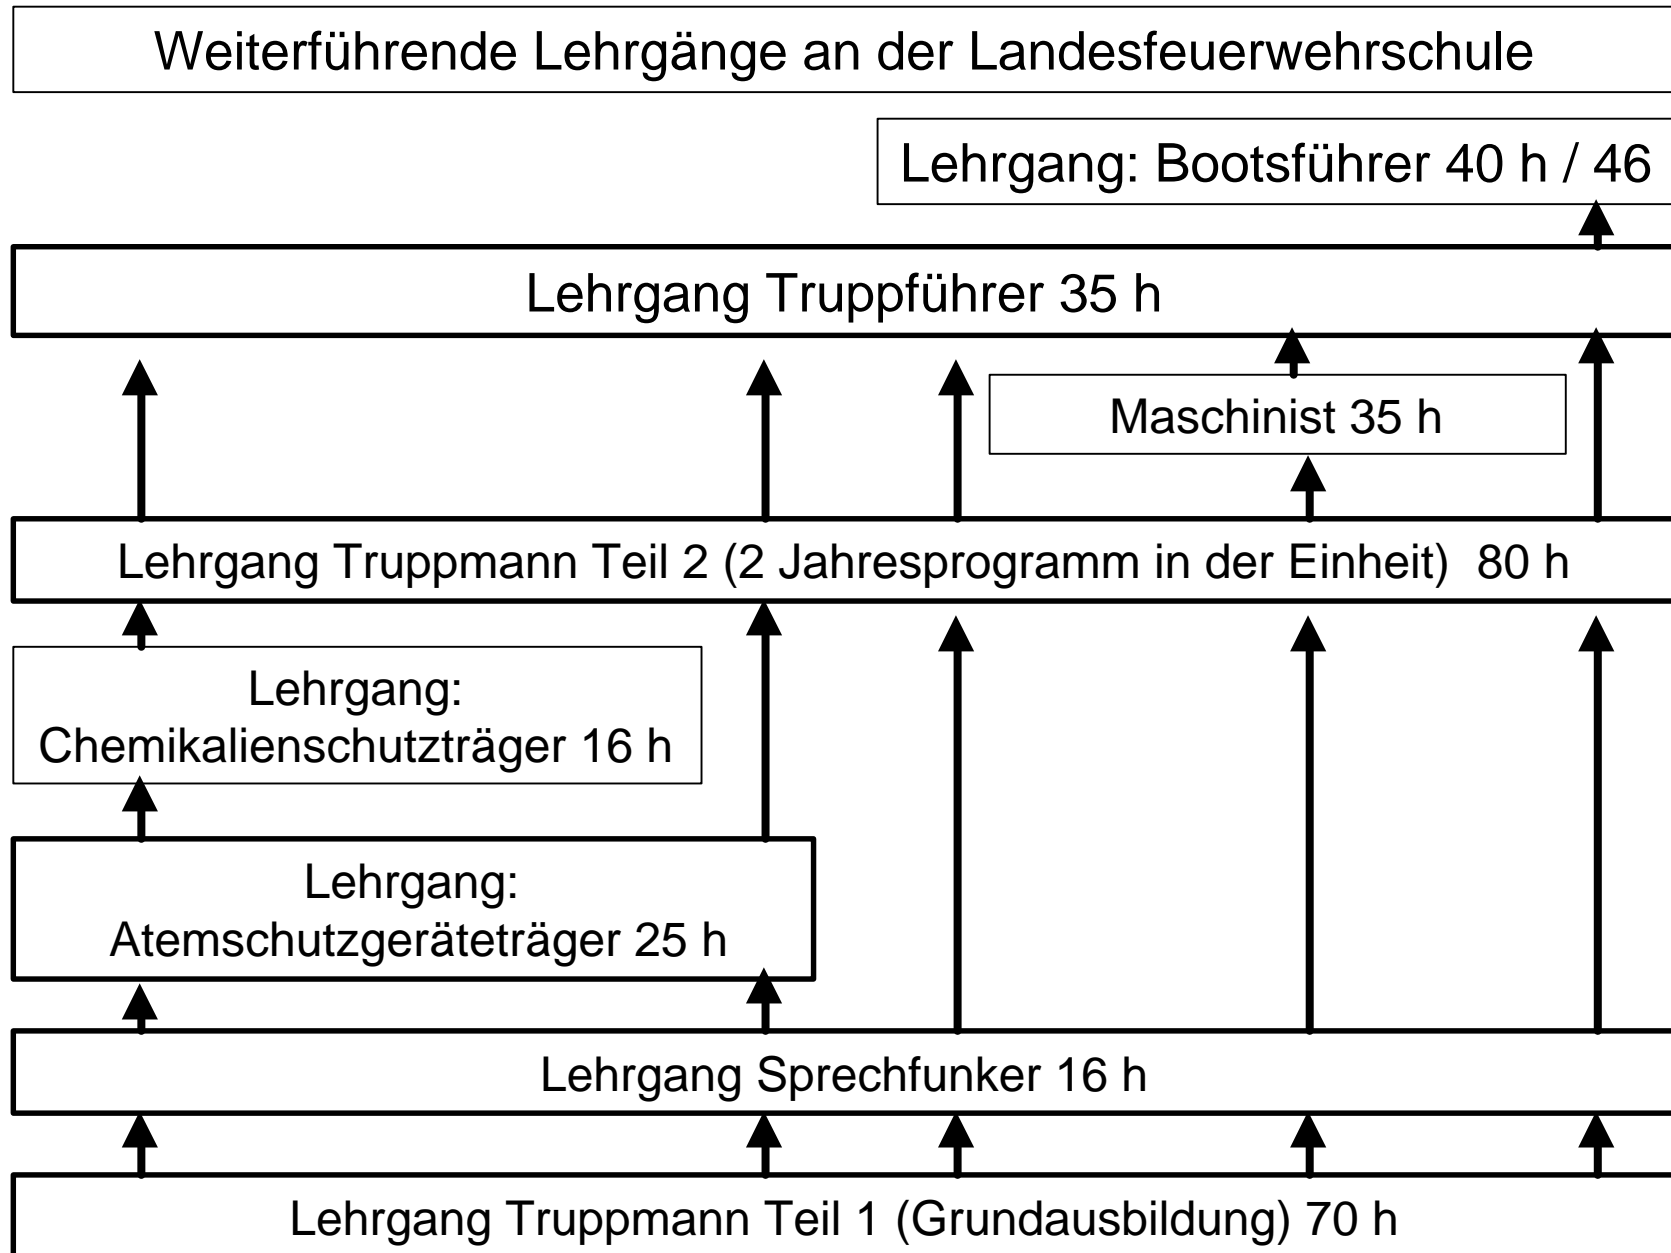 Weiterführende Lehrgänge an der Landesfeuerwehrschule
Lehrgang: Bootsführer 40 h / 46
Lehrgang Truppführer 35 h
Maschinist 35 h
Lehrgang Truppmann Teil 2 (2 Jahresprogramm in der Einheit)  80 h
Lehrgang:
Chemikalienschutzträger 16 h
Lehrgang:
Atemschutzgeräteträger 25 h
Lehrgang Sprechfunker 16 h
Lehrgang Truppmann Teil 1 (Grundausbildung) 70 h